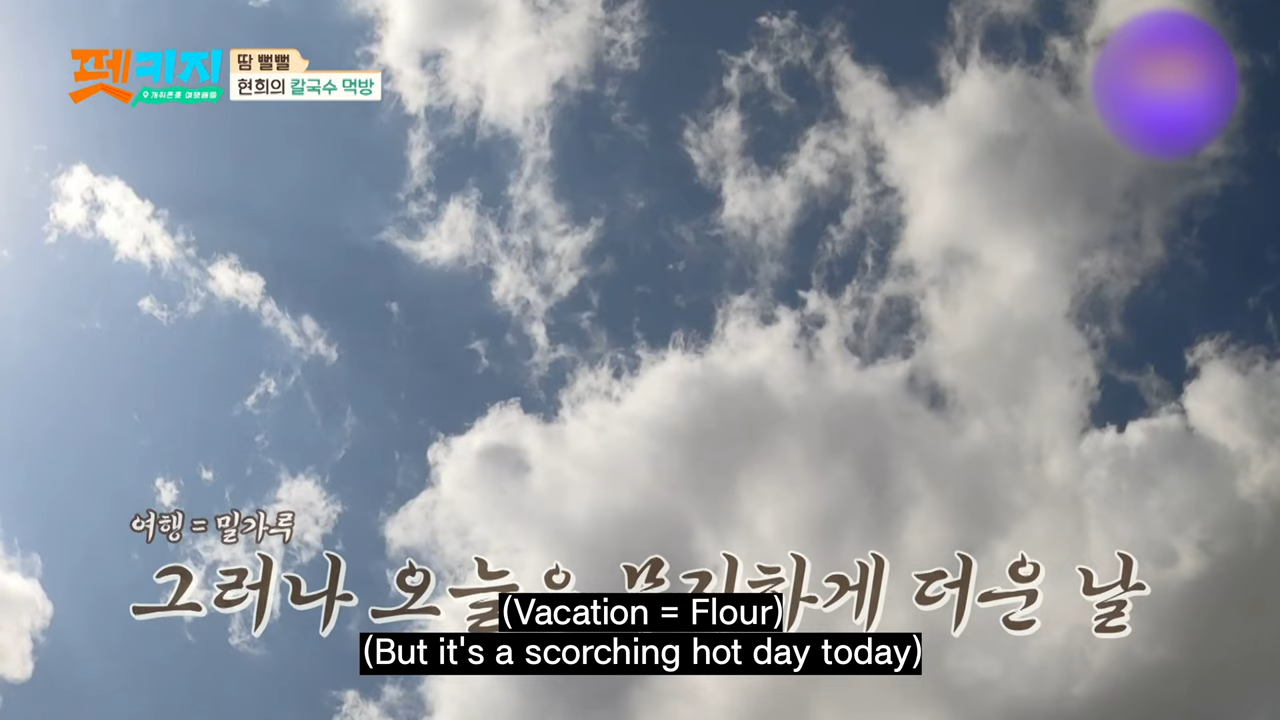 펫키지
땀 뻘뻘
현희의 칼국수 먹방
여행 = 밀가루
그러나 오늘은 더운 날
(Vacation = Flour)
(But it's a scorching hot day today)